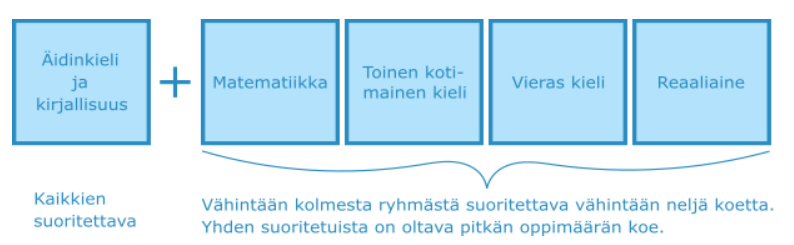 Äidinkieli
ja
kirjallisuus
+
Matematiikka
Toinen koti-
mainen kieli
Vieras kieli
Reaaliaine
Kaikkien
suoritettava
Vähintään kolmesta ryhmästä suoritettava vähintään neljä koetta.
Yhden suoritetuista on oltava pitkän oppimäärän koe.